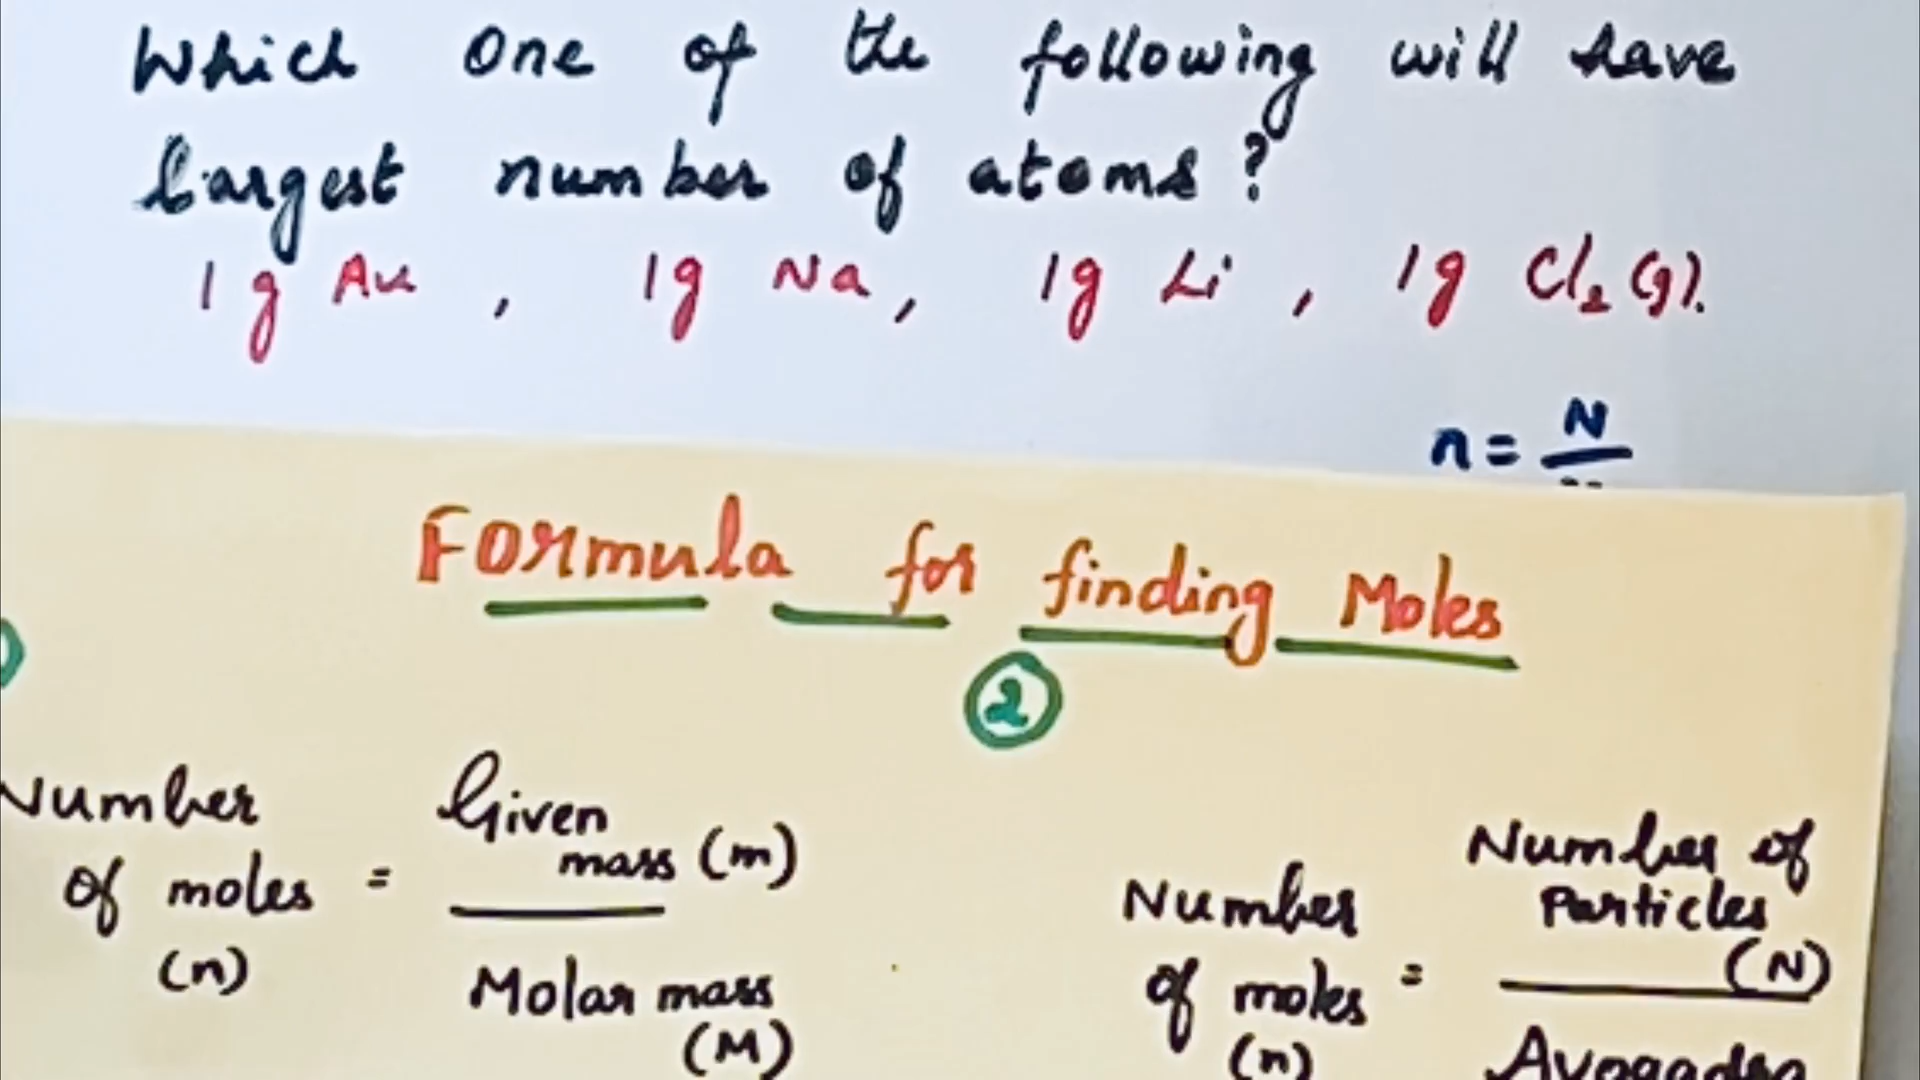 Which One of the following will have
largest number of atoms?
1g Au, 1g Na, 1g Li, 1g Cl₂(g).
n = N
Formula for finding Moles
2
Number
of moles
(n)
=
Given
mass (m)
Molar mass
(M)
Number
of moles
(n)
=
Number of
Particles
(N)
Avogadro